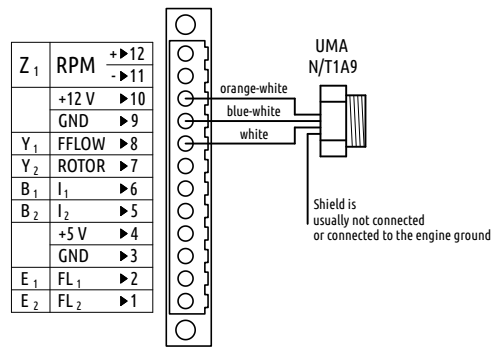 Z₁ RPM +▶12
-▶11
+12 V ▶10
GND ▶9
Y₁ FFLOW ▶8
Y₂ ROTOR ▶7
B₁ I₁ ▶6
B₂ I₂ ▶5
+5 V ▶4
GND ▶3
E₁ FL₁ ▶2
E₂ FL₂ ▶1
orange-white
blue-white
white
UMA
N/T1A9
Shield is
usually not connected
or connected to the engine ground